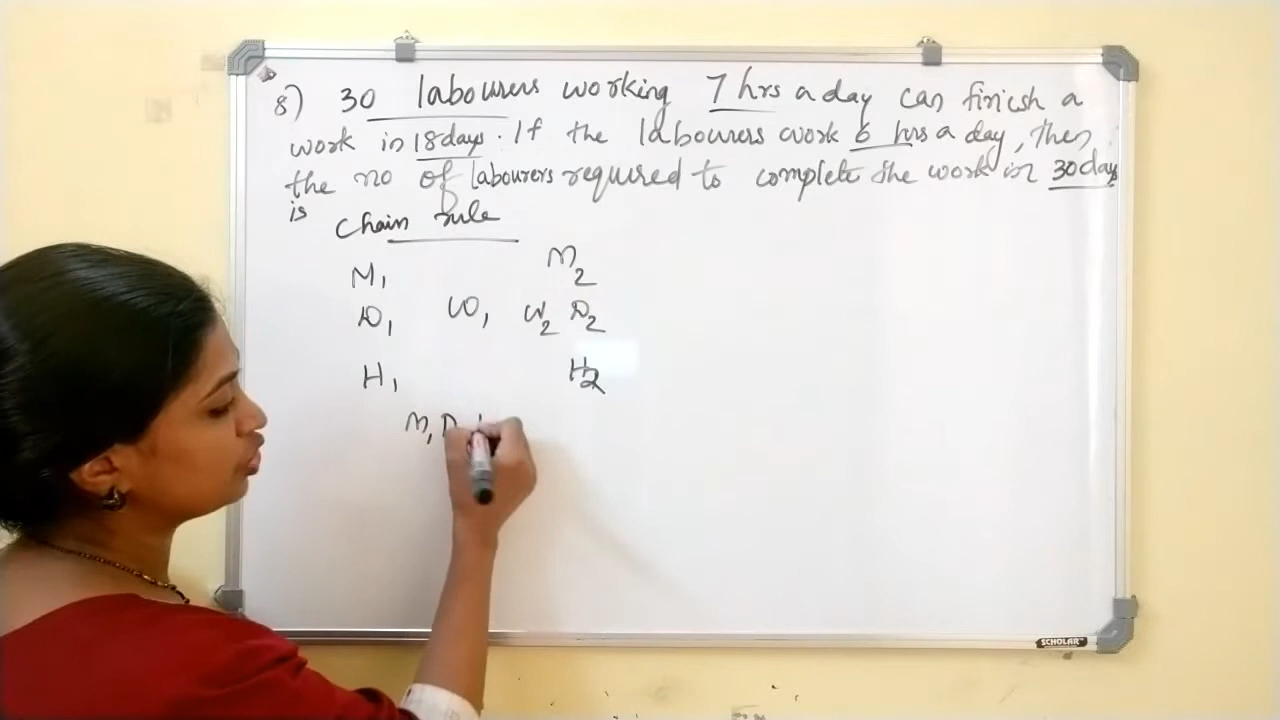 8) 30 labourers working 7 hrs a day can finish a
work in 18 days. If the labourers work 6 hrs a day, then
the no of labourers required to complete the work in 30 days
is
Chain rule
M1 M2
D1 W1 W2 D2
H1 H2
M1 D
SCHOLAR